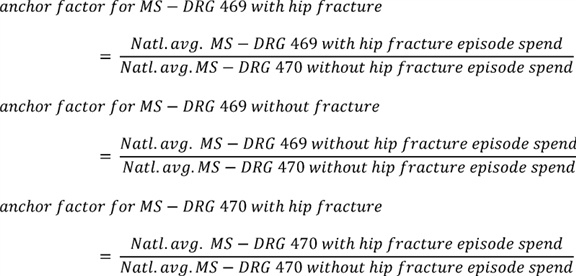 anchor factor for MS − DRG 469 with hip fracture
= Natl.avg. MS − DRG 469 with hip fracture episode spend
Natl.avg.MS − DRG 470 without hip fracture episode spend
anchor factor for MS − DRG 469 without fracture
= Natl.avg. MS − DRG 469 without hip fracture episode spend
Natl.avg.MS − DRG 470 without hip fracture episode spend
anchor factor for MS − DRG 470 with hip fracture
= Natl.avg. MS − DRG 470 with hip fracture episode spend
Natl.avg.MS − DRG 470 without hip fracture episode spend